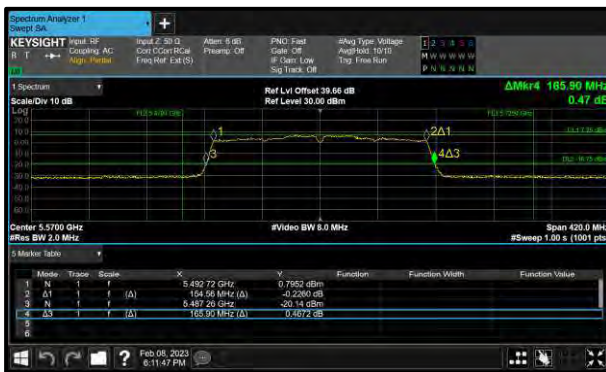 Spectrum Analyzer 1
Swept SA
KEYSIGHT Input: RF
R T Coupling: AC
Align: Partial
Input Z: 50 Ω
Corr CCorr RCal
Freq Ref: Ext (S)
Atten: 6 dB
Preamp: Off
PNO: Fast
Gate: Off
IF Gain: Low
Sig Track: Off
#Avg Type: Voltage
Avg|Hold: 10/10
Trig: Free Run
1 2 3 4 5 6
M W W W W W
P N N N N N
1 Spectrum
Scale/Div 10 dB
Ref Lvl Offset 39.66 dB
Ref Level 30.00 dBm
ΔMkr4 165.90 MHz
0.47 dB
Log
1
2Δ1
3
4Δ3
Center 5.5700 GHz
#Res BW 2.0 MHz
#Video BW 8.0 MHz
Span 420.0 MHz
#Sweep 1.00 s (1001 pts)
5 Marker Table
Mode Trace Scale X Y Function Function Width Function Value
1 N 1 f 5.492 72 GHz 0.7952 dBm
2 Δ1 1 f (Δ) 154.56 MHz (Δ) -0.2260 dB
3 N 1 f 5.487 26 GHz -20.14 dBm
4 Δ3 1 f (Δ) 165.90 MHz (Δ) 0.4672 dB
5
6
?
Feb 08, 2023
6:11:47 PM